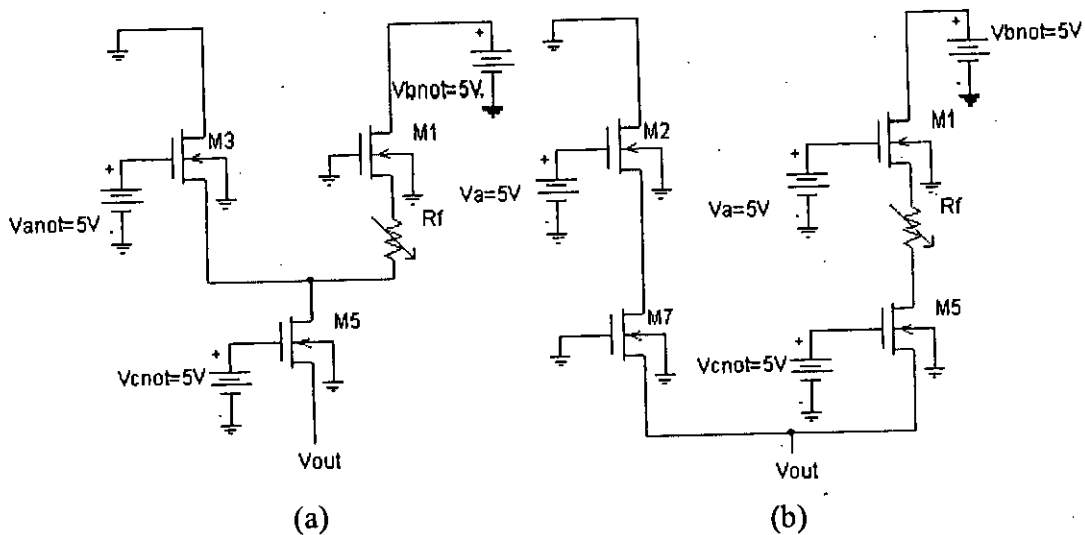 Vbnot=5V
M3
M1
Vanot=5V
Rf
M5
Vcnot=5V
Vout
(a)
Vbnot=5V
M2
M1
Va=5V
Va=5V
Rf
M7
M5
Vcnot=5V
Vout
(b)